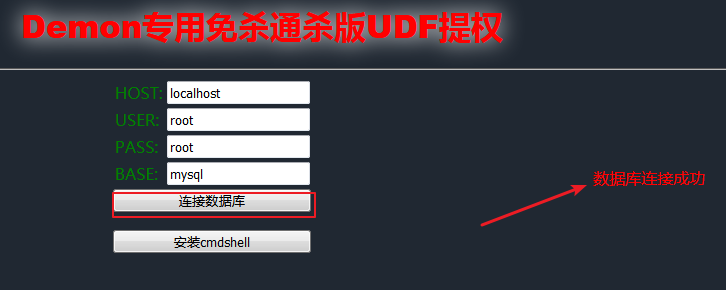 Demon专用免杀通杀版UDF提权
HOST: localhost
USER: root
PASS: root
BASE: mysql
数据库连接成功
连接数据库
安装cmdshell